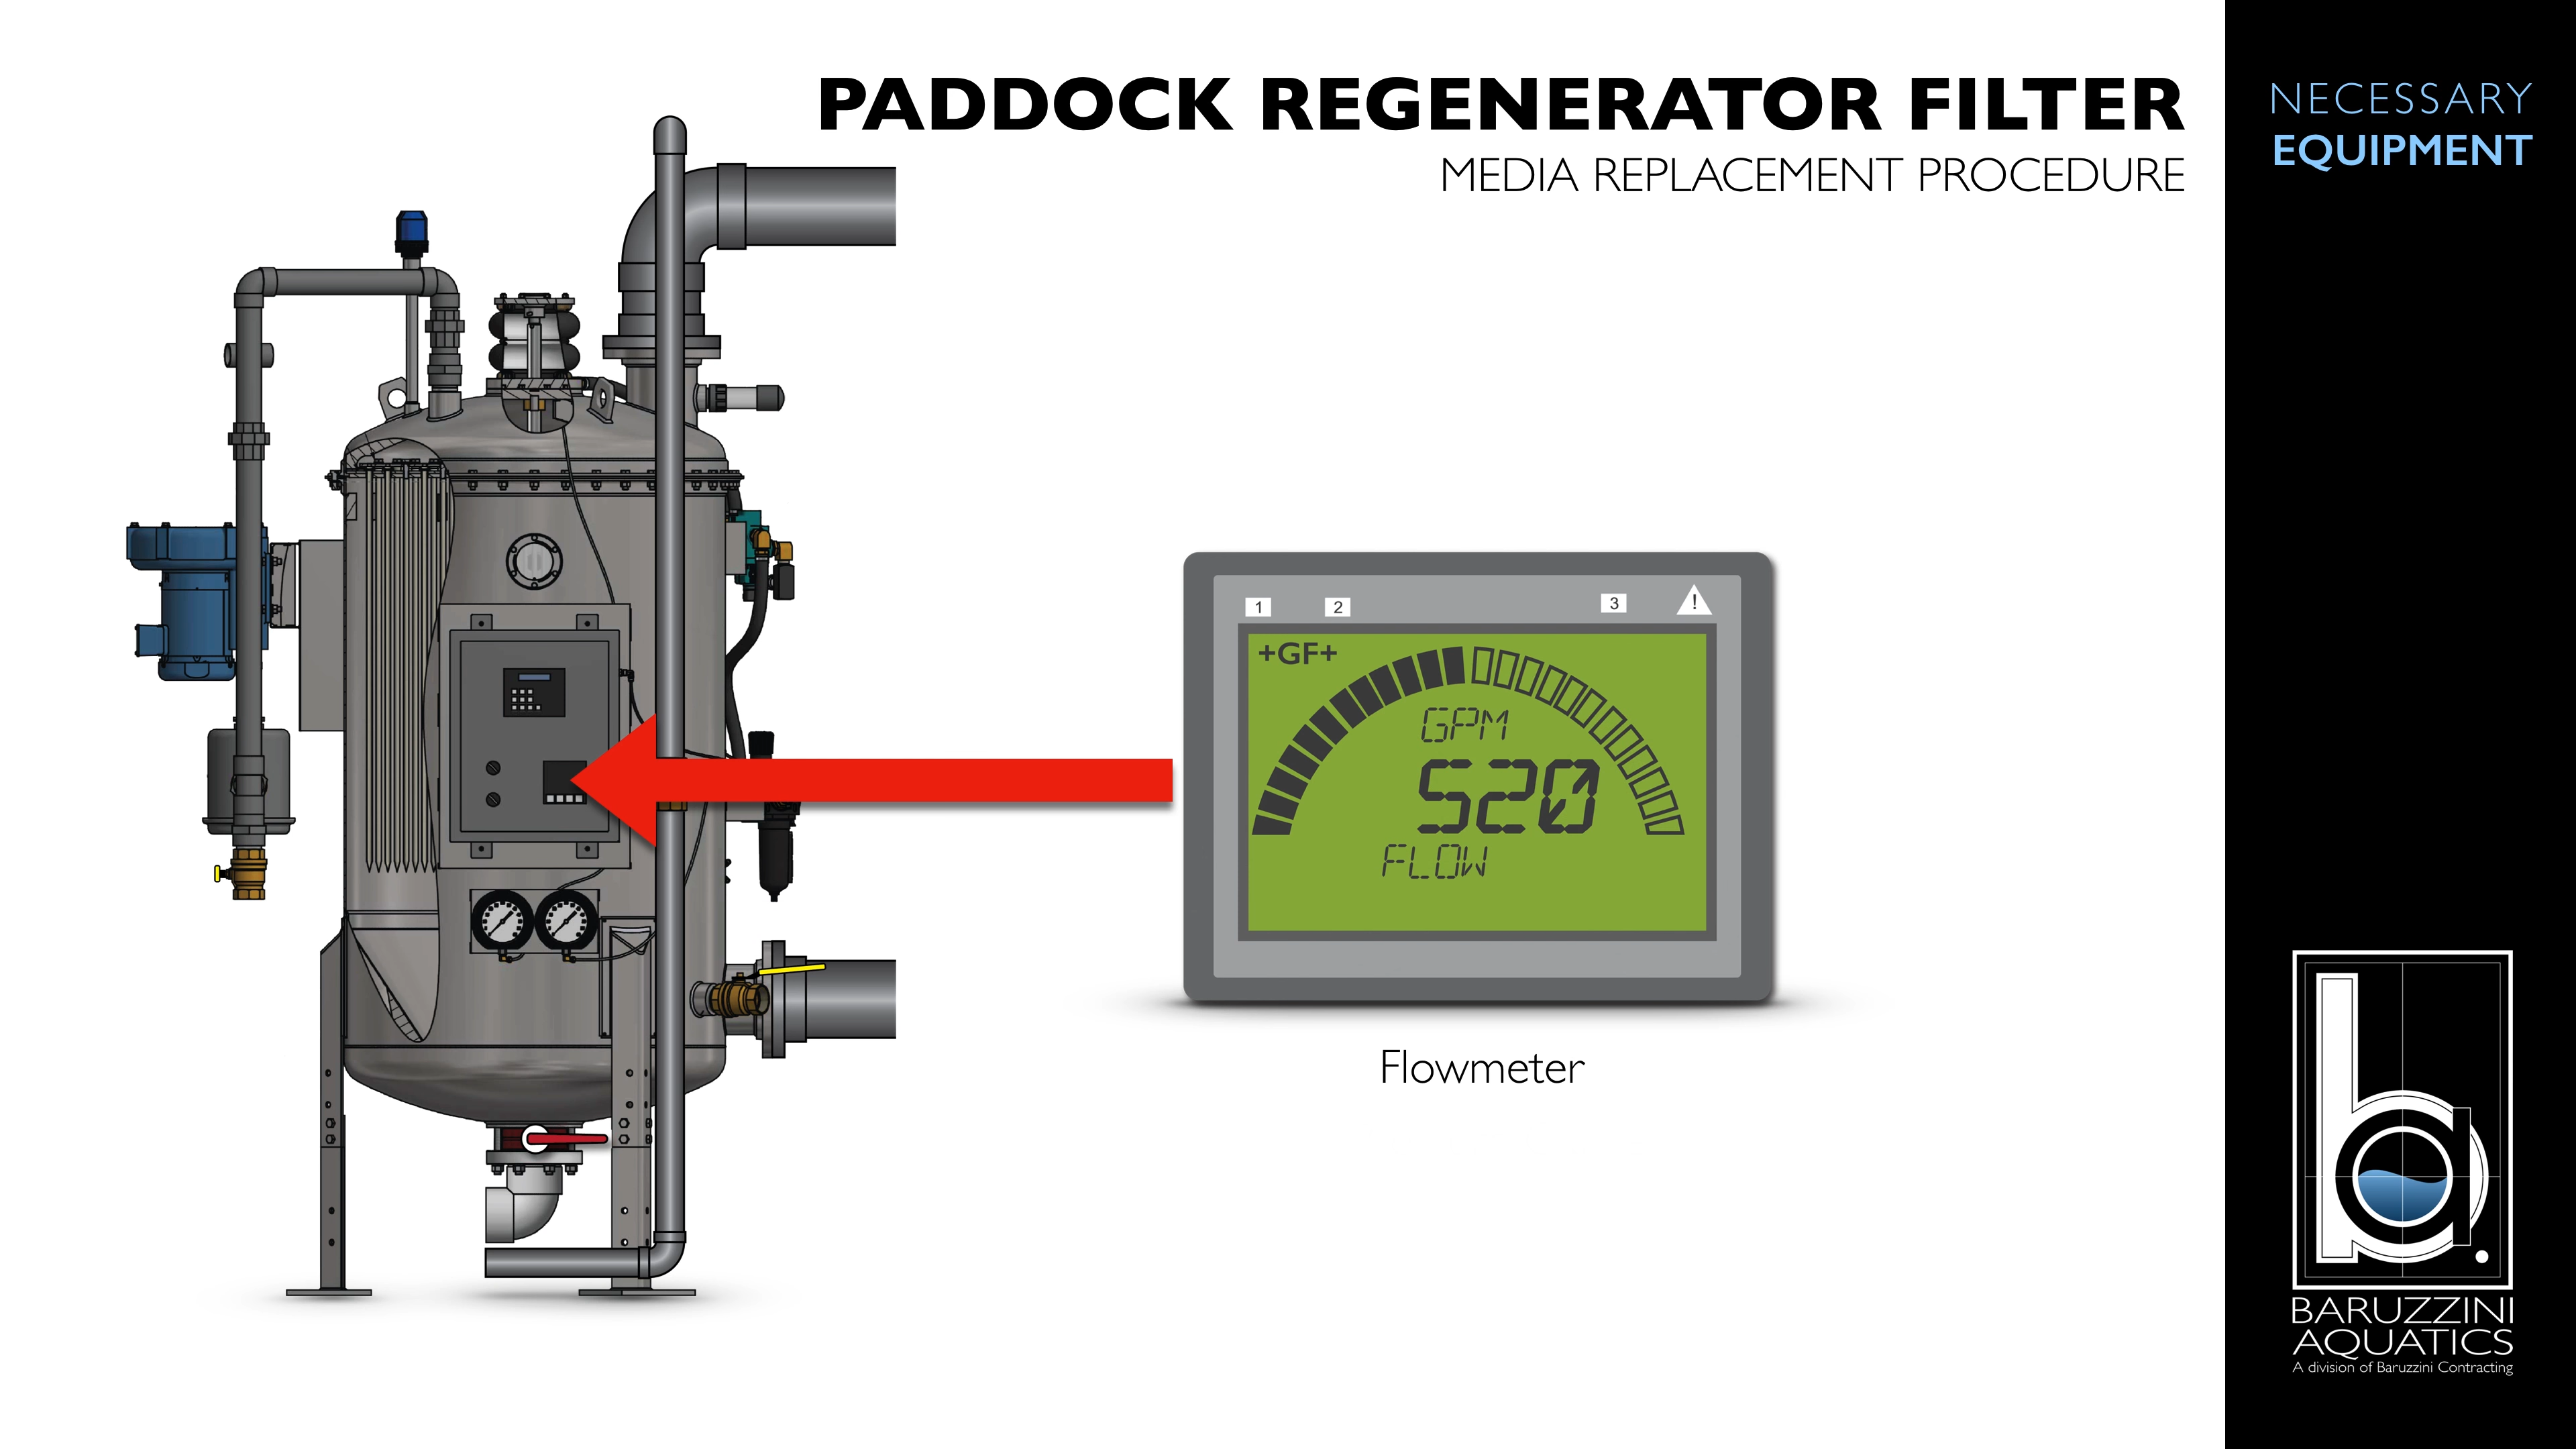 PADDOCK REGENERATOR FILTER
MEDIA REPLACEMENT PROCEDURE
NECESSARY
EQUIPMENT
1 2 3 !
+GF+
GPM
520
FLOW
Flowmeter
ba.
BARUZZINI
AQUATICS
A division of Baruzzini Contracting